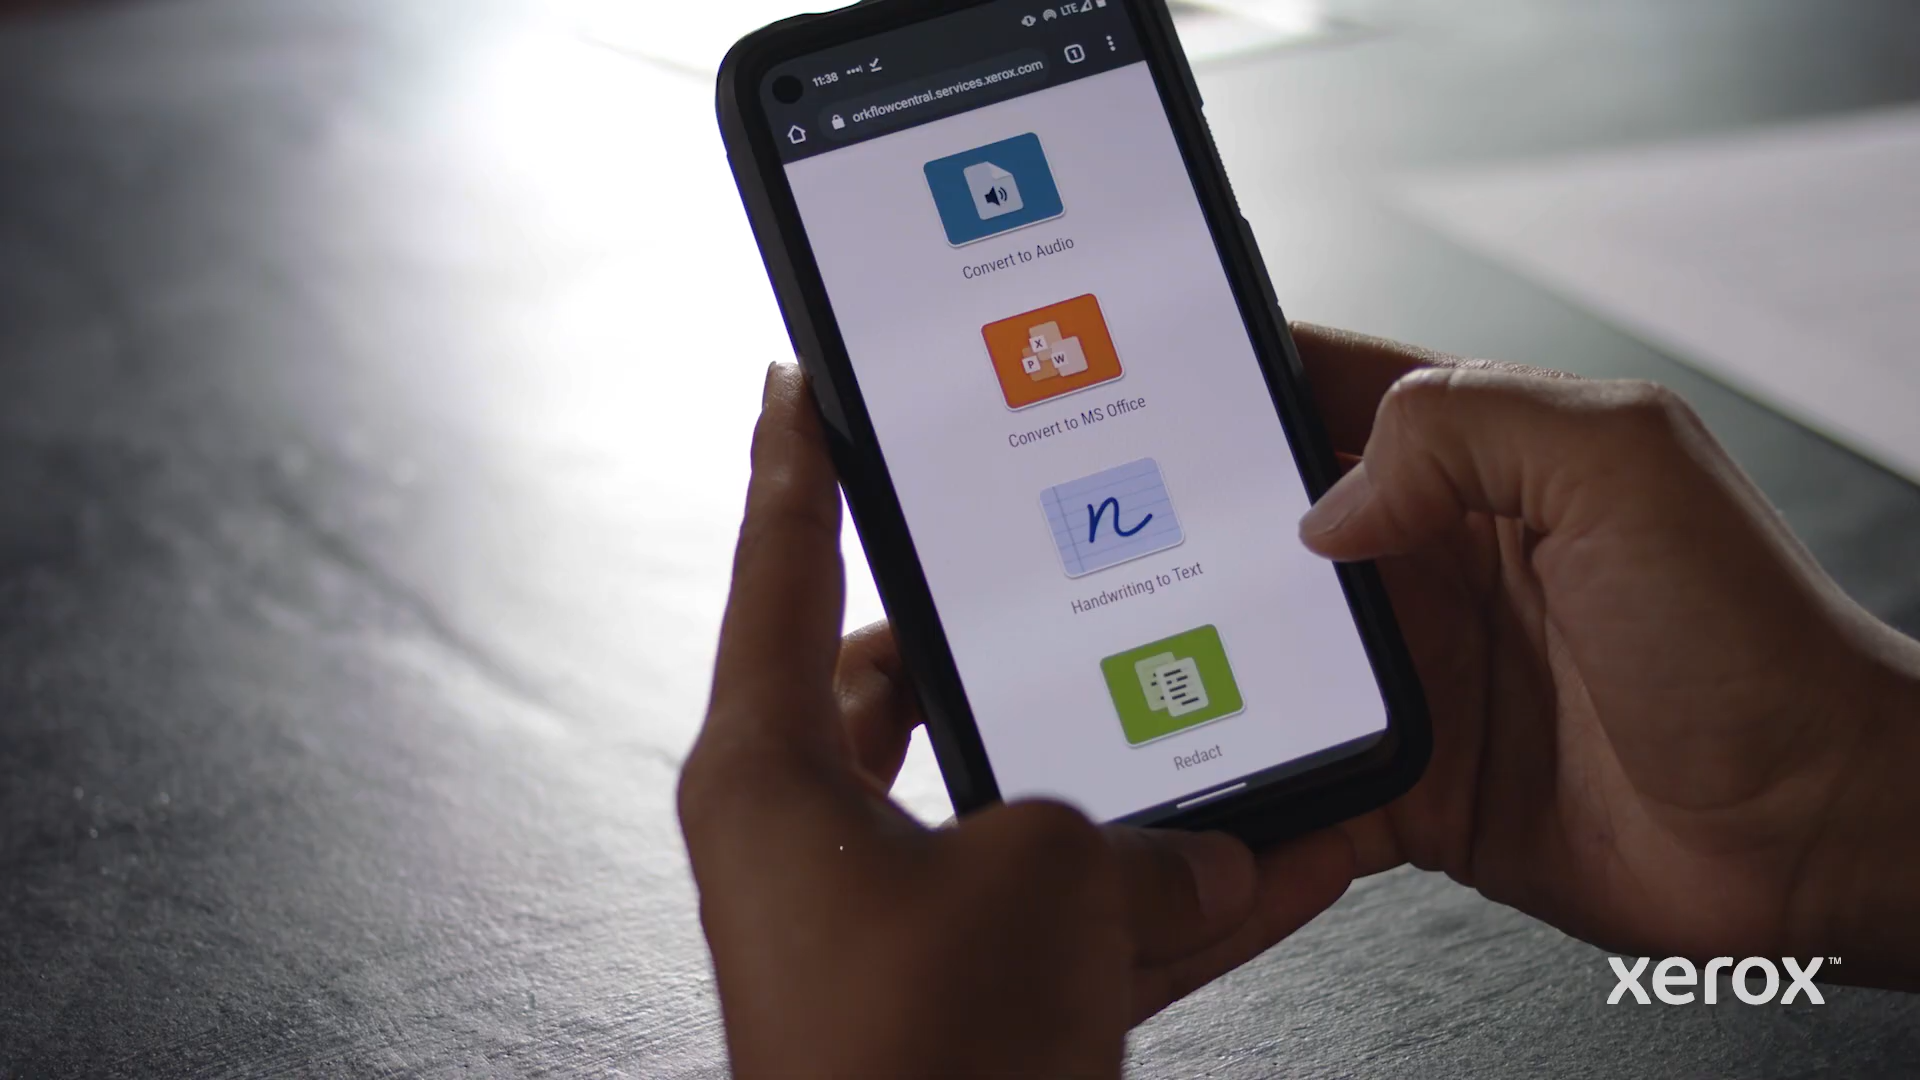 11:38
LTE
orkflowcentral.services.xerox.com
1
Convert to Audio
X
P W
Convert to MS Office
n
Handwriting to Text
Redact
xerox™